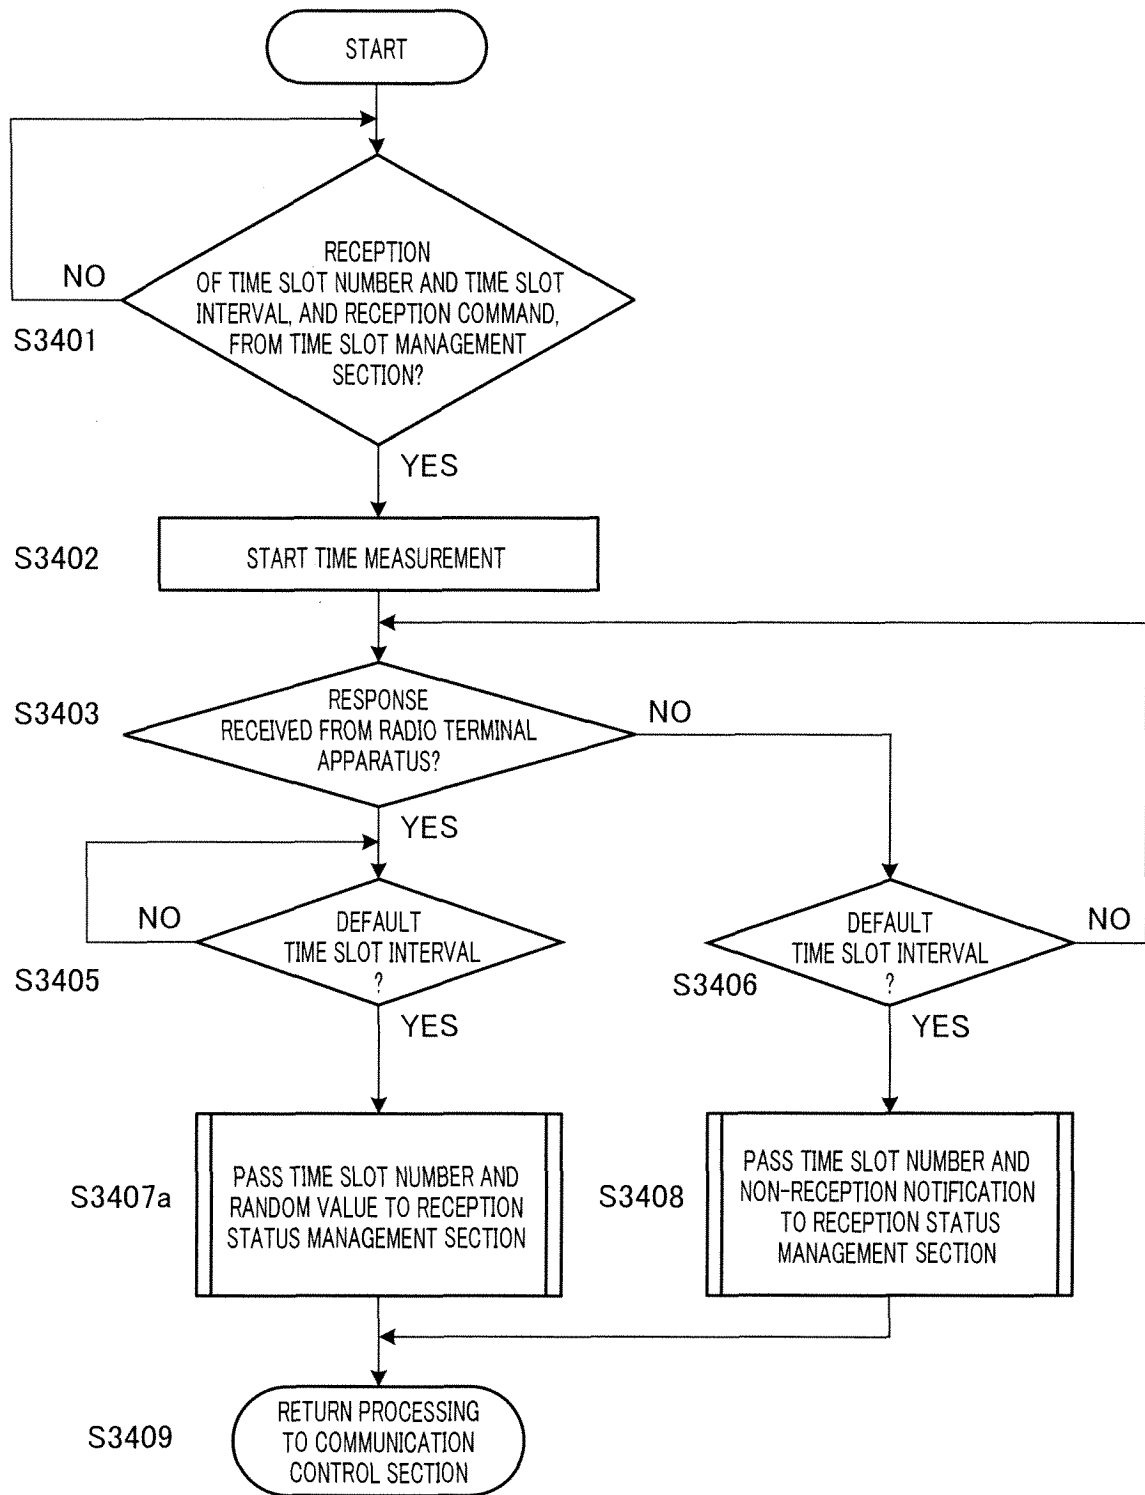 START
RECEPTION
OF TIME SLOT NUMBER AND TIME SLOT
INTERVAL, AND RECEPTION COMMAND,
FROM TIME SLOT MANAGEMENT
SECTION?
NO
S3401
YES
S3402
START TIME MEASUREMENT
S3403
RESPONSE
RECEIVED FROM RADIO TERMINAL
APPARATUS?
NO
YES
NO
DEFAULT
TIME SLOT INTERVAL
?
S3405
YES
DEFAULT
TIME SLOT INTERVAL
?
NO
S3406
YES
S3407a
PASS TIME SLOT NUMBER AND
RANDOM VALUE TO RECEPTION
STATUS MANAGEMENT SECTION
S3408
PASS TIME SLOT NUMBER AND
NON-RECEPTION NOTIFICATION
TO RECEPTION STATUS
MANAGEMENT SECTION
S3409
RETURN PROCESSING
TO COMMUNICATION
CONTROL SECTION